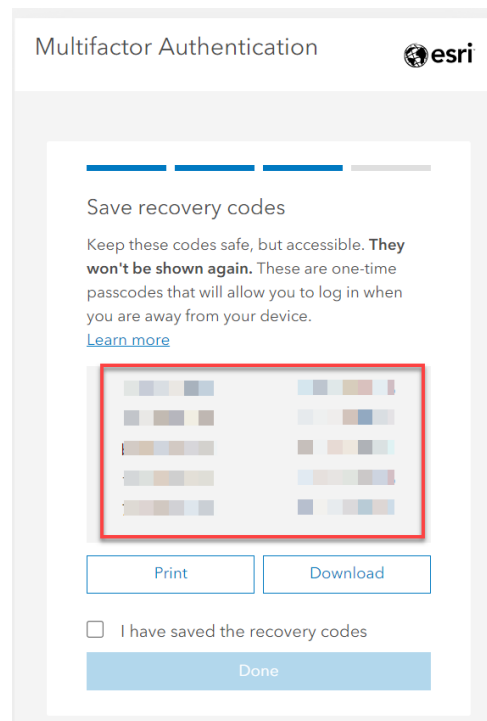 Multifactor Authentication
esri
Save recovery codes
Keep these codes safe, but accessible. They
won't be shown again. These are one-time
passcodes that will allow you to log in when
you are away from your device.
Learn more
Print
Download
I have saved the recovery codes
Done